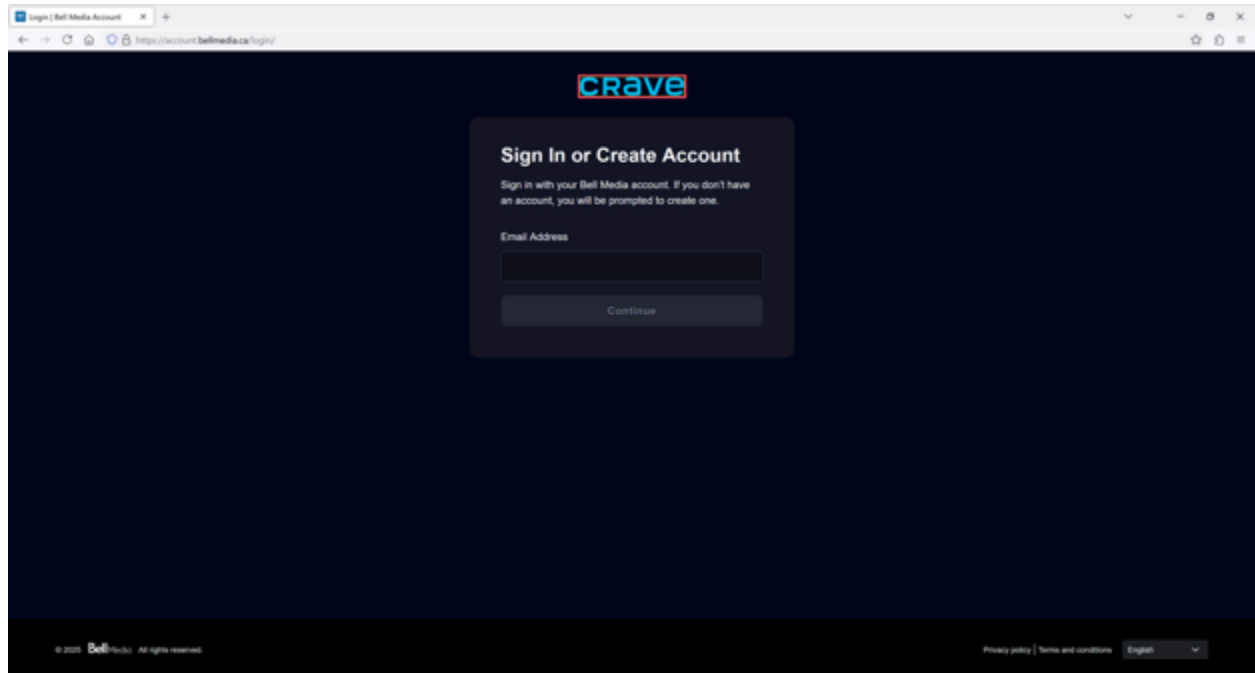 Login | Bell Media Account
https://account.bellmedia.ca/login/
crave
Sign In or Create Account
Sign in with your Bell Media account. If you don't have
an account, you will be prompted to create one.
Email Address
Continue
© 2025 Bell Media All rights reserved.
Privacy policy | Terms and conditions English